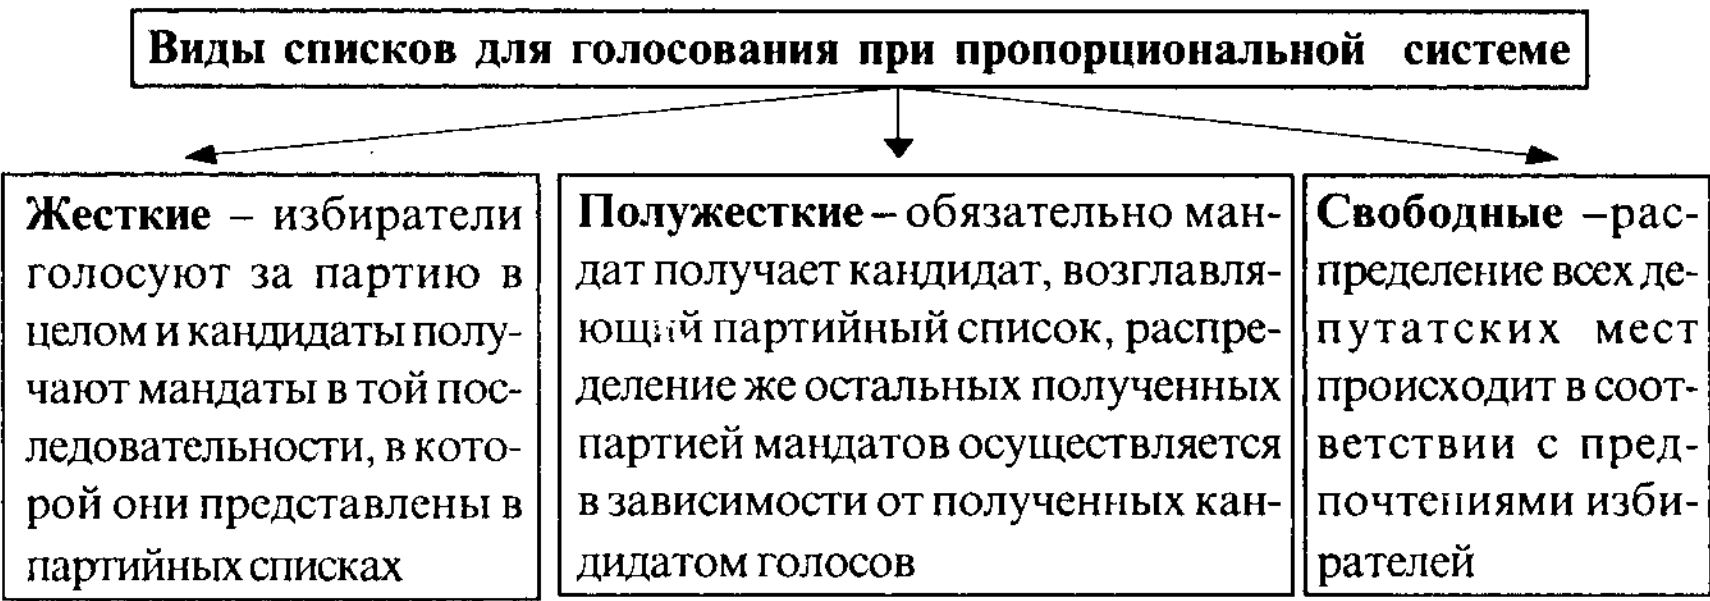 Виды списков для голосования при пропорциональной системе
Жесткие – избиратели
голосуют за партию в
целом и кандидаты полу-
чают мандаты в той пос-
ледовательности, в кото-
рой они представлены в
партийных списках
Полужесткие – обязательно ман-
дат получает кандидат, возглавля-
ющий партийный список, распре-
деление же остальных полученных
партией мандатов осуществляется
в зависимости от полученных кан-
дидатом голосов
Свободные –рас-
пределение всех де-
путатских мест
происходит в соот-
ветствии с пред-
почтениями изби-
рателей